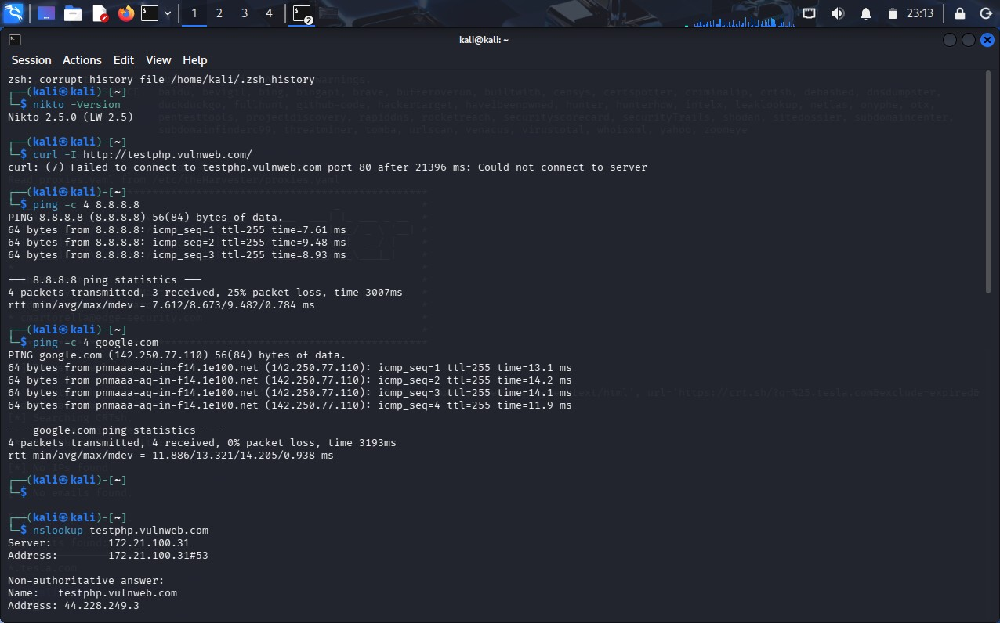 1 2 3 4 2 23:13
kali@kali: ~
Session Actions Edit View Help
zsh: corrupt history file /home/kali/.zsh_history
┌──(kali㉿kali)-[~]
└─$ nikto -Version
Nikto 2.5.0 (LW 2.5)
┌──(kali㉿kali)-[~]
└─$ curl -I http://testphp.vulnweb.com/
curl: (7) Failed to connect to testphp.vulnweb.com port 80 after 21396 ms: Could not connect to server
┌──(kali㉿kali)-[~]
└─$ ping -c 4 8.8.8.8
PING 8.8.8.8 (8.8.8.8) 56(84) bytes of data.
64 bytes from 8.8.8.8: icmp_seq=1 ttl=255 time=7.61 ms
64 bytes from 8.8.8.8: icmp_seq=2 ttl=255 time=9.48 ms
64 bytes from 8.8.8.8: icmp_seq=3 ttl=255 time=8.93 ms
--- 8.8.8.8 ping statistics ---
4 packets transmitted, 3 received, 25% packet loss, time 3007ms
rtt min/avg/max/mdev = 7.612/8.673/9.482/0.784 ms
┌──(kali㉿kali)-[~]
└─$ ping -c 4 google.com
PING google.com (142.250.77.110) 56(84) bytes of data.
64 bytes from pnmaaa-aq-in-f14.1e100.net (142.250.77.110): icmp_seq=1 ttl=255 time=13.1 ms
64 bytes from pnmaaa-aq-in-f14.1e100.net (142.250.77.110): icmp_seq=2 ttl=255 time=14.2 ms
64 bytes from pnmaaa-aq-in-f14.1e100.net (142.250.77.110): icmp_seq=3 ttl=255 time=14.1 ms
64 bytes from pnmaaa-aq-in-f14.1e100.net (142.250.77.110): icmp_seq=4 ttl=255 time=11.9 ms
--- google.com ping statistics ---
4 packets transmitted, 4 received, 0% packet loss, time 3193ms
rtt min/avg/max/mdev = 11.886/13.321/14.205/0.938 ms
┌──(kali㉿kali)-[~]
└─$
┌──(kali㉿kali)-[~]
└─$ nslookup testphp.vulnweb.com
Server: 172.21.100.31
Address: 172.21.100.31#53
Non-authoritative answer:
Name: testphp.vulnweb.com
Address: 44.228.249.3